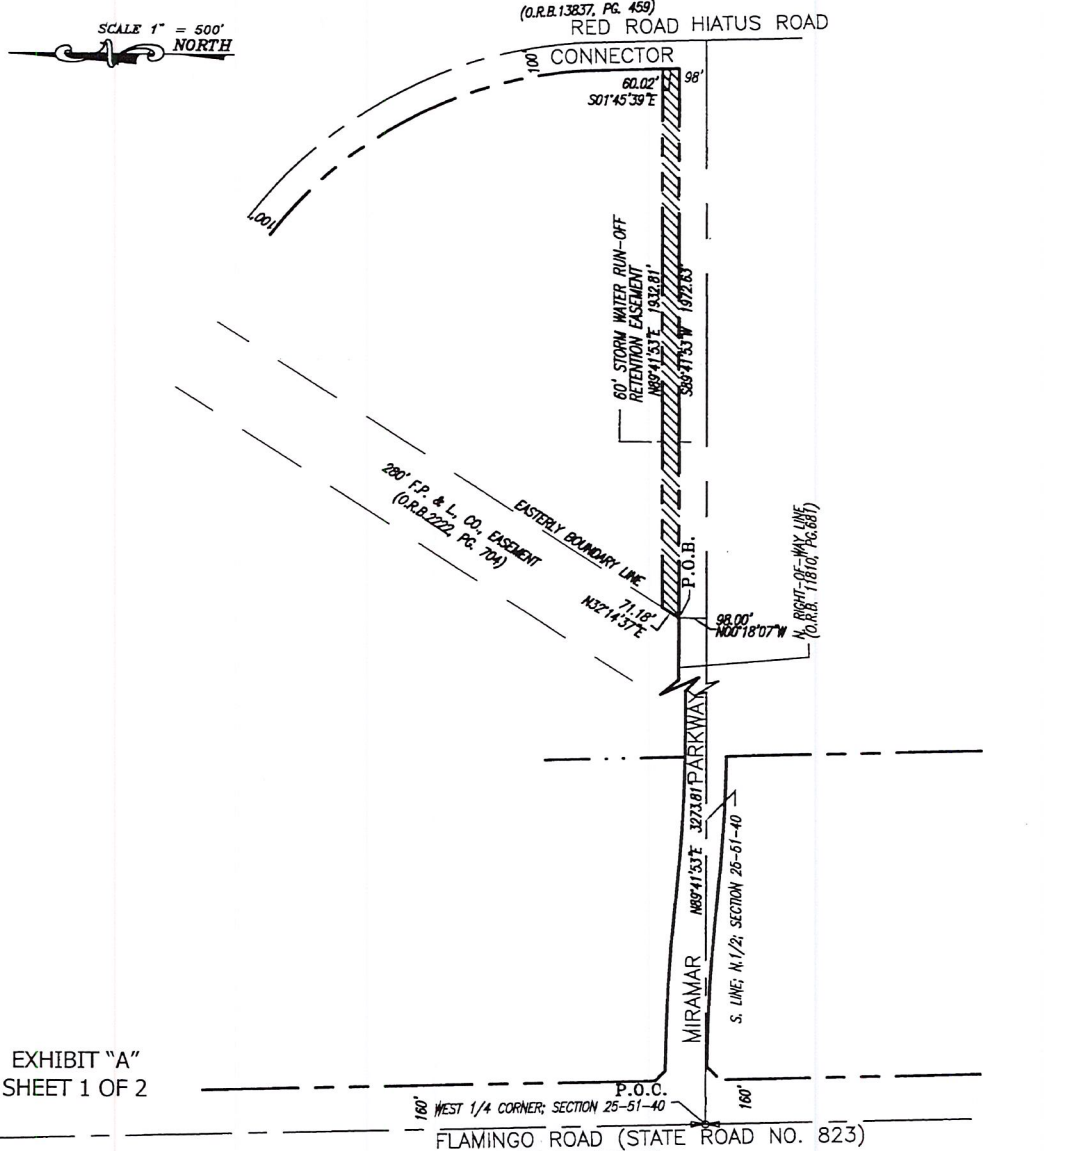 (O.R.B.13837, PG. 459)
RED ROAD HIATUS ROAD
CONNECTOR
SCALE 1" = 500'
NORTH
100'
60.02'
S01°45'39"E
98'
100'
60' STORM WATER RUN-OFF
RETENTION EASEMENT
N89°41'53"E 1932.81'
S89°41'53"W 1972.63'
280' F.P. & L. CO., EASEMENT
(O.R.B.2222, PG. 704)
EASTERLY BOUNDARY LINE
71.18'
N32°14'37"E
P.O.B.
98.00'
N00°18'07"W
N. RIGHT-OF-WAY LINE
(O.R.B. 11810, PG.681)
MIRAMAR PARKWAY
N89°41'53"E 3273.81'
S. LINE; N.1/2; SECTION 25-51-40
EXHIBIT "A"
SHEET 1 OF 2
P.O.C.
160'
WEST 1/4 CORNER; SECTION 25-51-40
160'
FLAMINGO ROAD (STATE ROAD NO. 823)